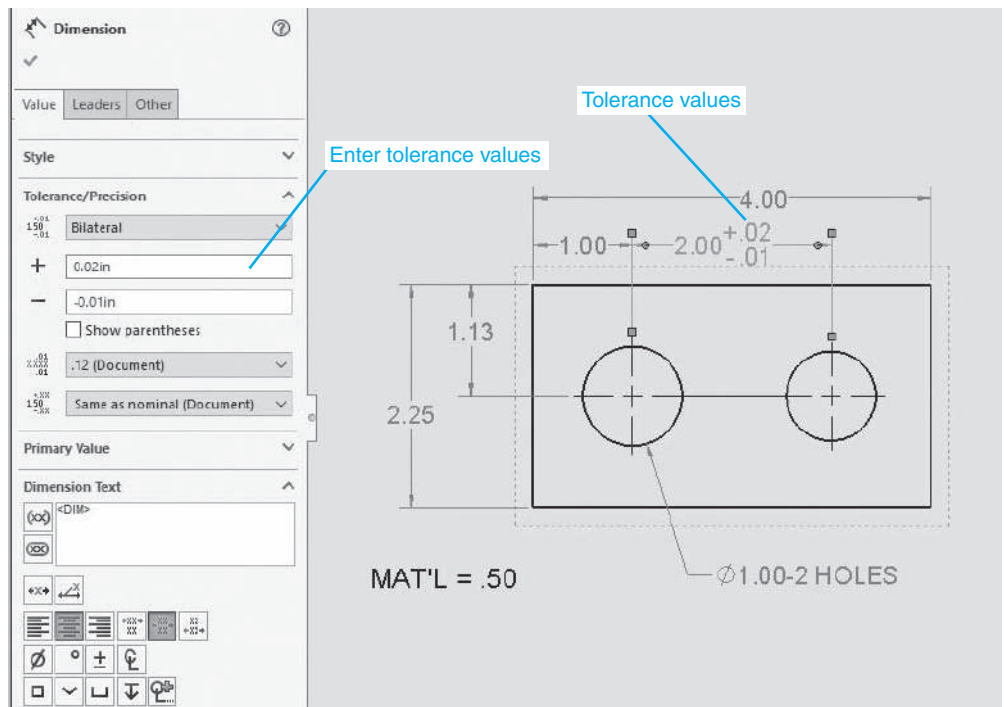 Dimension
Value Leaders Other
Style
Tolerance/Precision
Bilateral
+ 0.02in
− -0.01in
Show parentheses
.12 (Document)
Same as nominal (Document)
Primary Value
Dimension Text
<DIM>
Enter tolerance values
Tolerance values
4.00
1.00
2.00 +.02
- .01
1.13
2.25
MAT'L = .50
∅1.00-2 HOLES